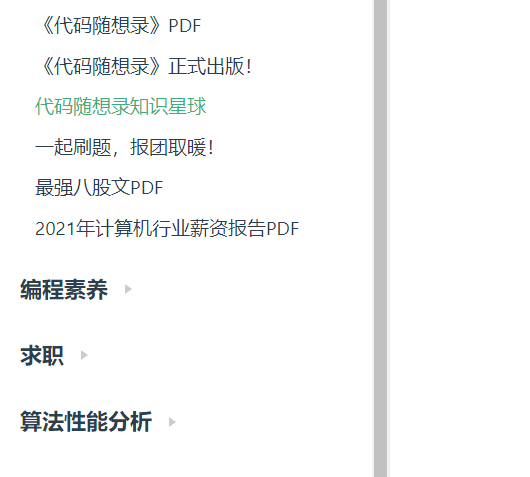 《代码随想录》PDF
《代码随想录》正式出版！
代码随想录知识星球
一起刷题，报团取暖！
最强八股文PDF
2021年计算机行业薪资报告PDF
编程素养
求职
算法性能分析